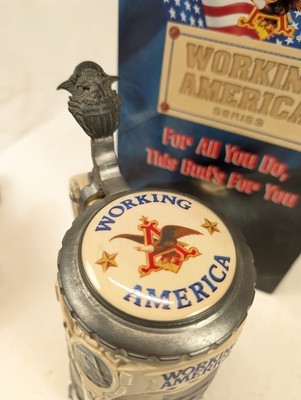 WORKING
AMERICA
SERIES
For All You Do,
This Bud's For You
WORKING
A
AMERICA
WORKING
AMERICA